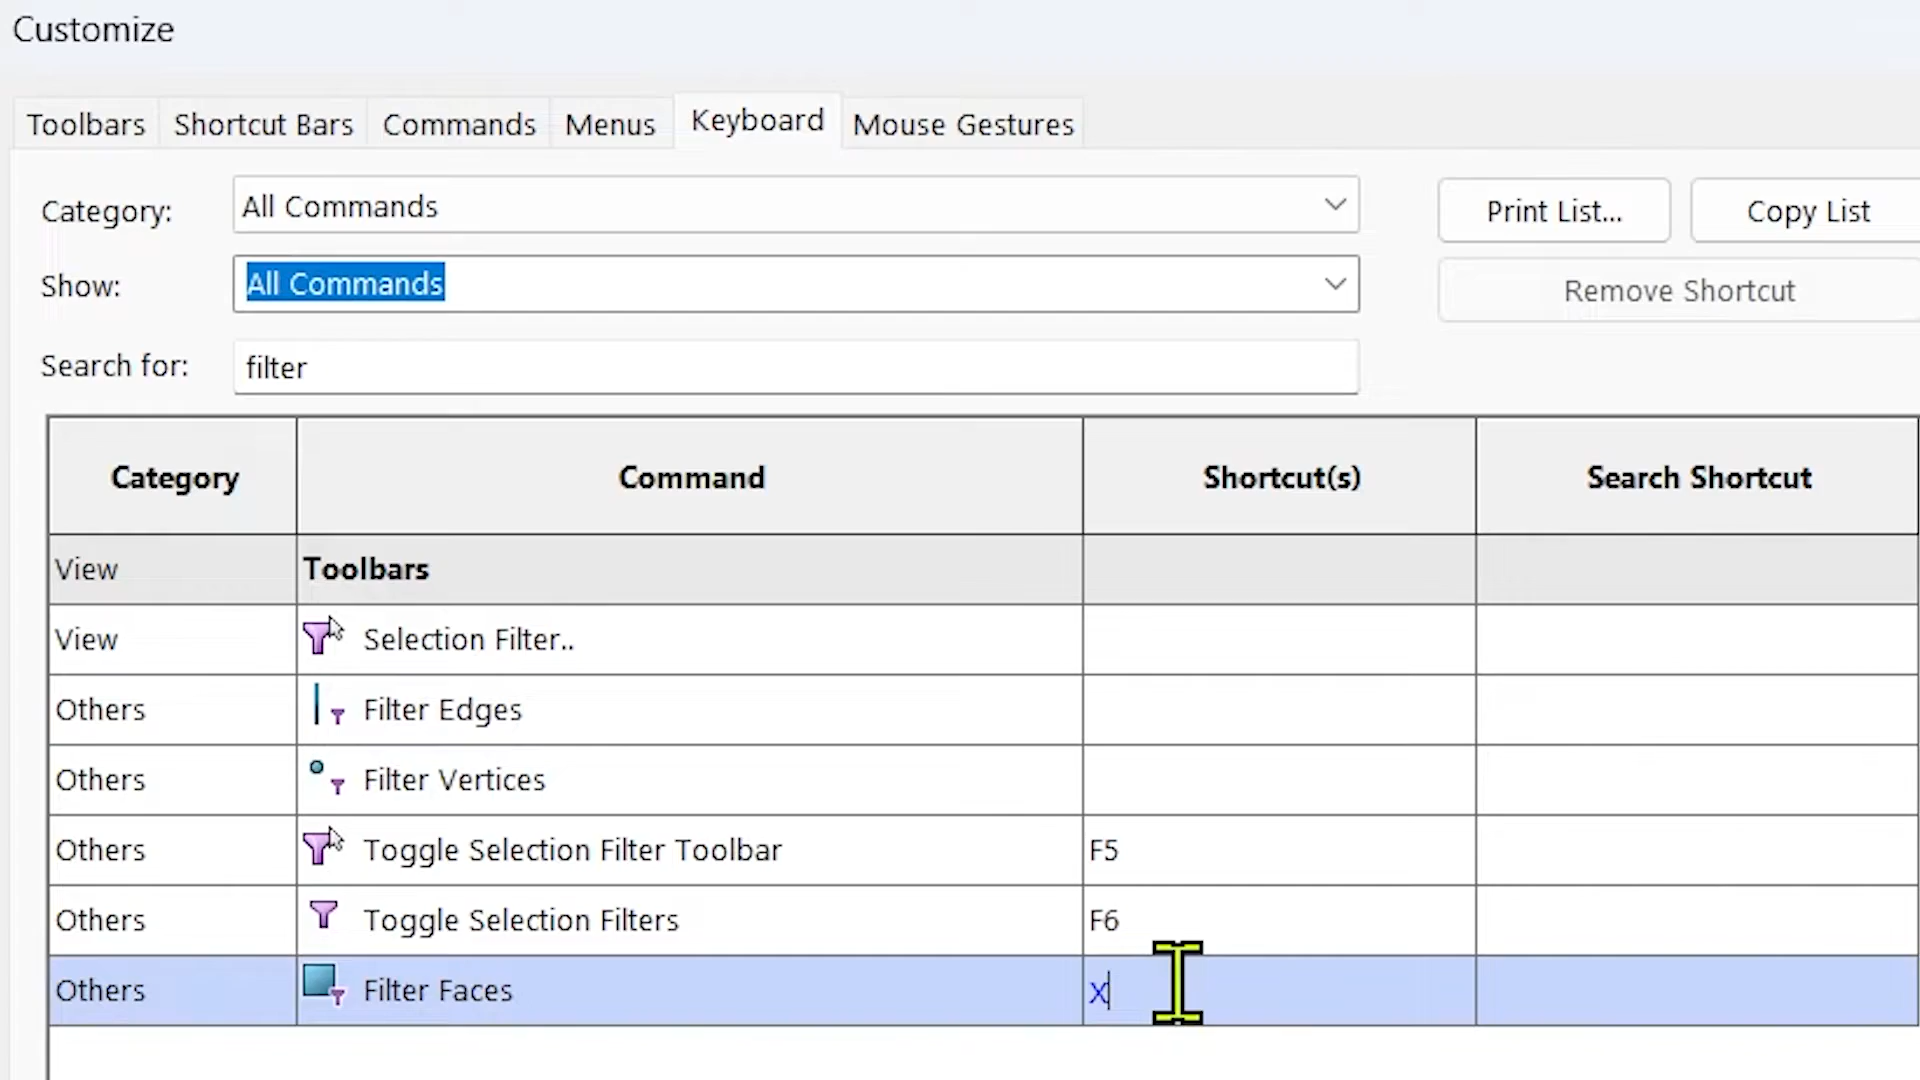 Customize
Toolbars Shortcut Bars Commands Menus Keyboard Mouse Gestures
Category: All Commands Print List... Copy List
Show: All Commands Remove Shortcut
Search for: filter
Category Command Shortcut(s) Search Shortcut
View Toolbars
View Selection Filter..
Others Filter Edges
Others Filter Vertices
Others Toggle Selection Filter Toolbar F5
Others Toggle Selection Filters F6
Others Filter Faces X